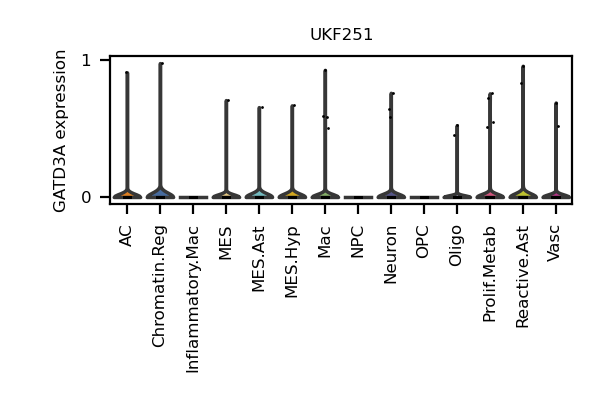 UKF251
GATD3A expression
1
0
AC
Chromatin.Reg
Inflammatory.Mac
MES
MES.Ast
MES.Hyp
Mac
NPC
Neuron
OPC
Oligo
Prolif.Metab
Reactive.Ast
Vasc